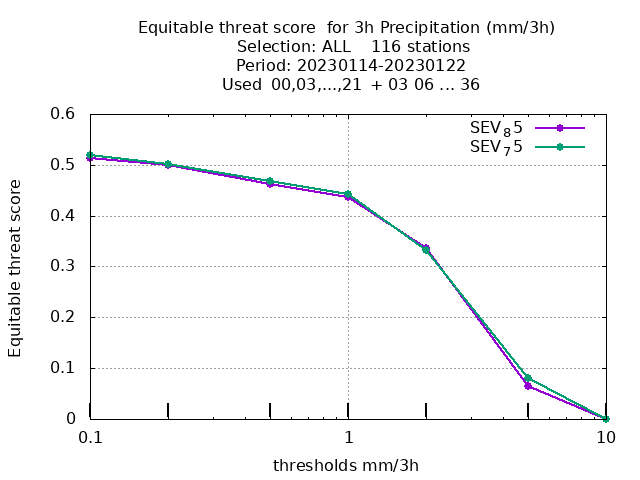 Equitable threat score  for 3h Precipitation (mm/3h)
Selection: ALL    116 stations
Period: 20230114-20230122
Used  00,03,...,21  + 03 06 ... 36
SEV₈5
SEV₇5
0.6
0.5
0.4
0.3
0.2
0.1
0
Equitable threat score
0.1
1
10
thresholds mm/3h